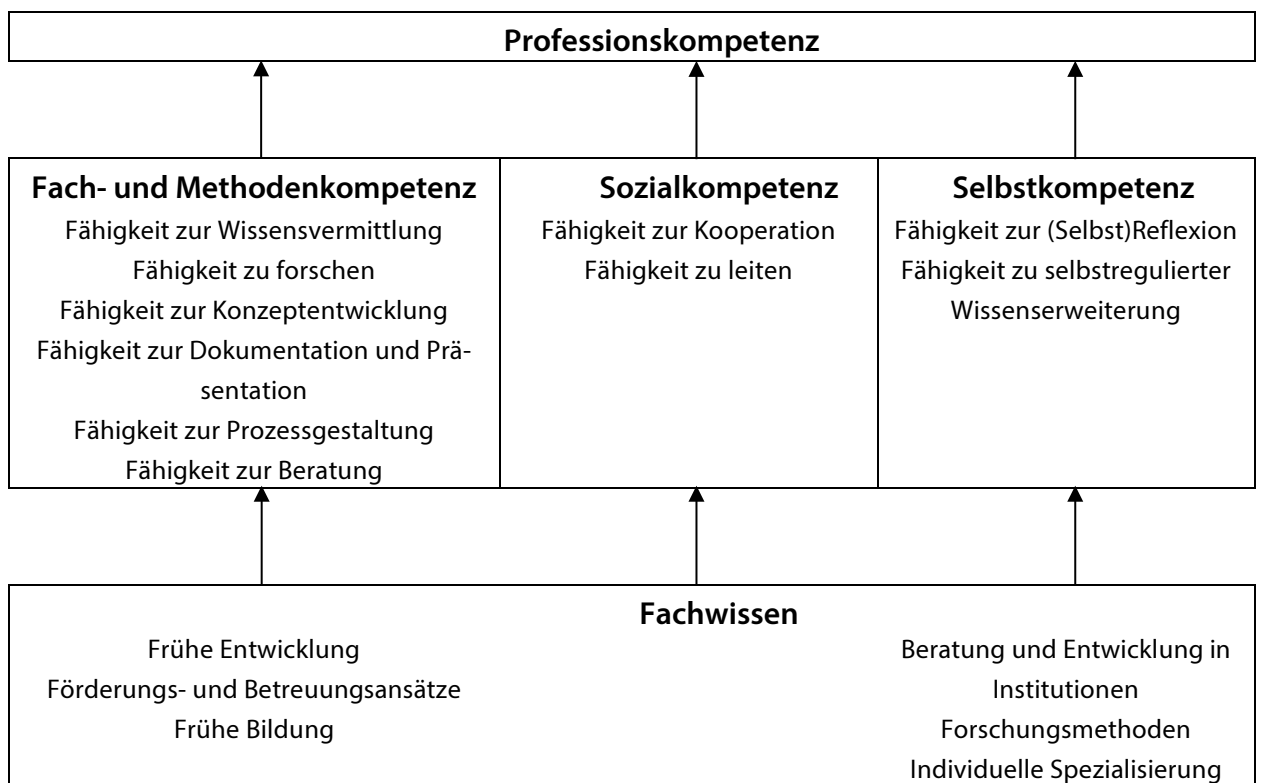 Professionskompetenz
Fach- und Methodenkompetenz
Fähigkeit zur Wissensvermittlung
Fähigkeit zu forschen
Fähigkeit zur Konzeptentwicklung
Fähigkeit zur Dokumentation und Prä-
sentation
Fähigkeit zur Prozessgestaltung
Fähigkeit zur Beratung
Sozialkompetenz
Fähigkeit zur Kooperation
Fähigkeit zu leiten
Selbstkompetenz
Fähigkeit zur (Selbst)Reflexion
Fähigkeit zu selbstregulierter
Wissenserweiterung
Fachwissen
Frühe Entwicklung
Förderungs- und Betreuungsansätze
Frühe Bildung
Beratung und Entwicklung in
Institutionen
Forschungsmethoden
Individuelle Spezialisierung